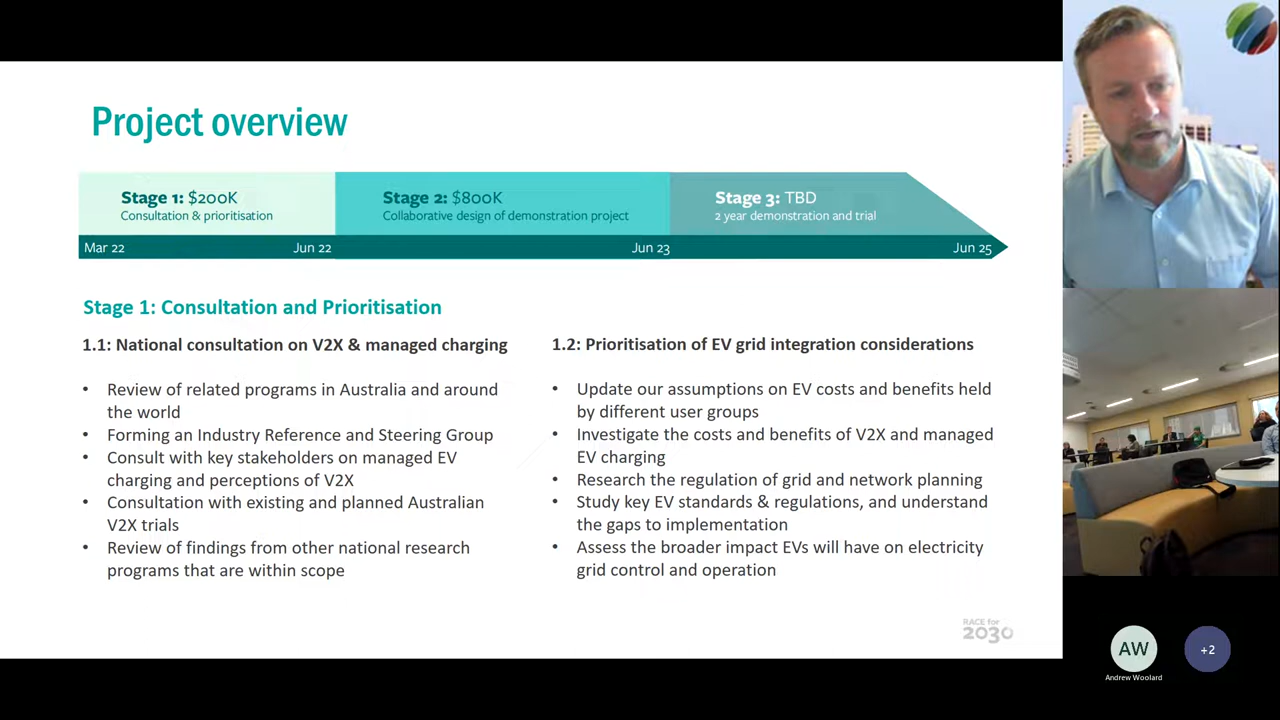 Project overview
Stage 1: $200K
Consultation & prioritisation
Stage 2: $800K
Collaborative design of demonstration project
Stage 3: TBD
2 year demonstration and trial
Mar 22
Jun 22
Jun 23
Jun 25
Stage 1: Consultation and Prioritisation
1.1: National consultation on V2X & managed charging
• Review of related programs in Australia and around
the world
• Forming an Industry Reference and Steering Group
• Consult with key stakeholders on managed EV
charging and perceptions of V2X
• Consultation with existing and planned Australian
V2X trials
• Review of findings from other national research
programs that are within scope
1.2: Prioritisation of EV grid integration considerations
• Update our assumptions on EV costs and benefits held
by different user groups
• Investigate the costs and benefits of V2X and managed
EV charging
• Research the regulation of grid and network planning
• Study key EV standards & regulations, and understand
the gaps to implementation
• Assess the broader impact EVs will have on electricity
grid control and operation
RACE for
2030
AW
Andrew Woolard
+2